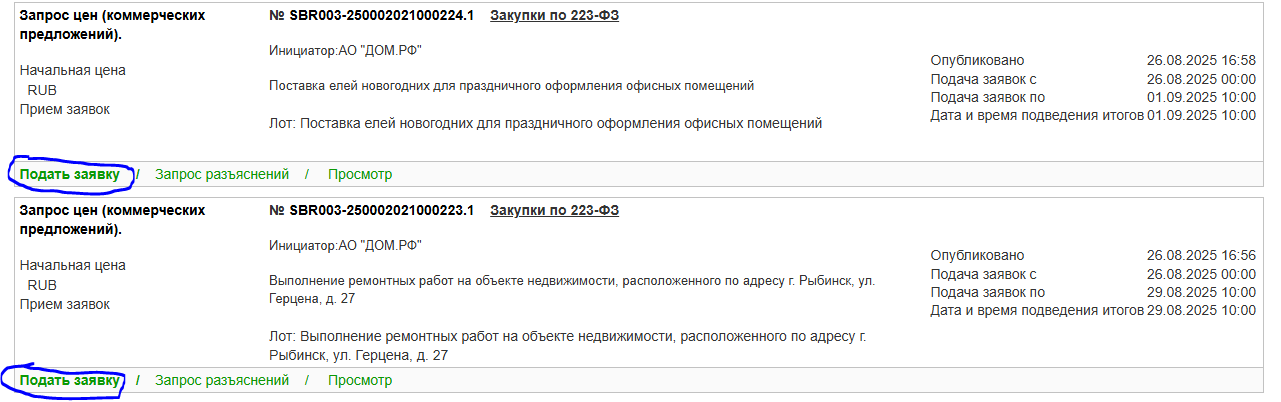 Запрос цен (коммерческих предложений).
Начальная цена
RUB
Прием заявок
№ SBR003-250002021000224.1 Закупки по 223-ФЗ
Инициатор:АО "ДОМ.РФ"
Поставка елей новогодних для праздничного оформления офисных помещений
Лот: Поставка елей новогодних для праздничного оформления офисных помещений
Опубликовано 26.08.2025 16:58
Подача заявок с 26.08.2025 00:00
Подача заявок по 01.09.2025 10:00
Дата и время подведения итогов 01.09.2025 10:00
Подать заявку / Запрос разъяснений / Просмотр
Запрос цен (коммерческих
предложений).
Начальная цена
RUB
Прием заявок
№ SBR003-250002021000223.1 Закупки по 223-ФЗ
Инициатор:АО "ДОМ.РФ"
Выполнение ремонтных работ на объекте недвижимости, расположенного по адресу г. Рыбинск, ул.
Герцена, д. 27
Лот: Выполнение ремонтных работ на объекте недвижимости, расположенного по адресу г.
Рыбинск, ул. Герцена, д. 27
Опубликовано 26.08.2025 16:56
Подача заявок с 26.08.2025 00:00
Подача заявок по 29.08.2025 10:00
Дата и время подведения итогов 29.08.2025 10:00
Подать заявку / Запрос разъяснений / Просмотр